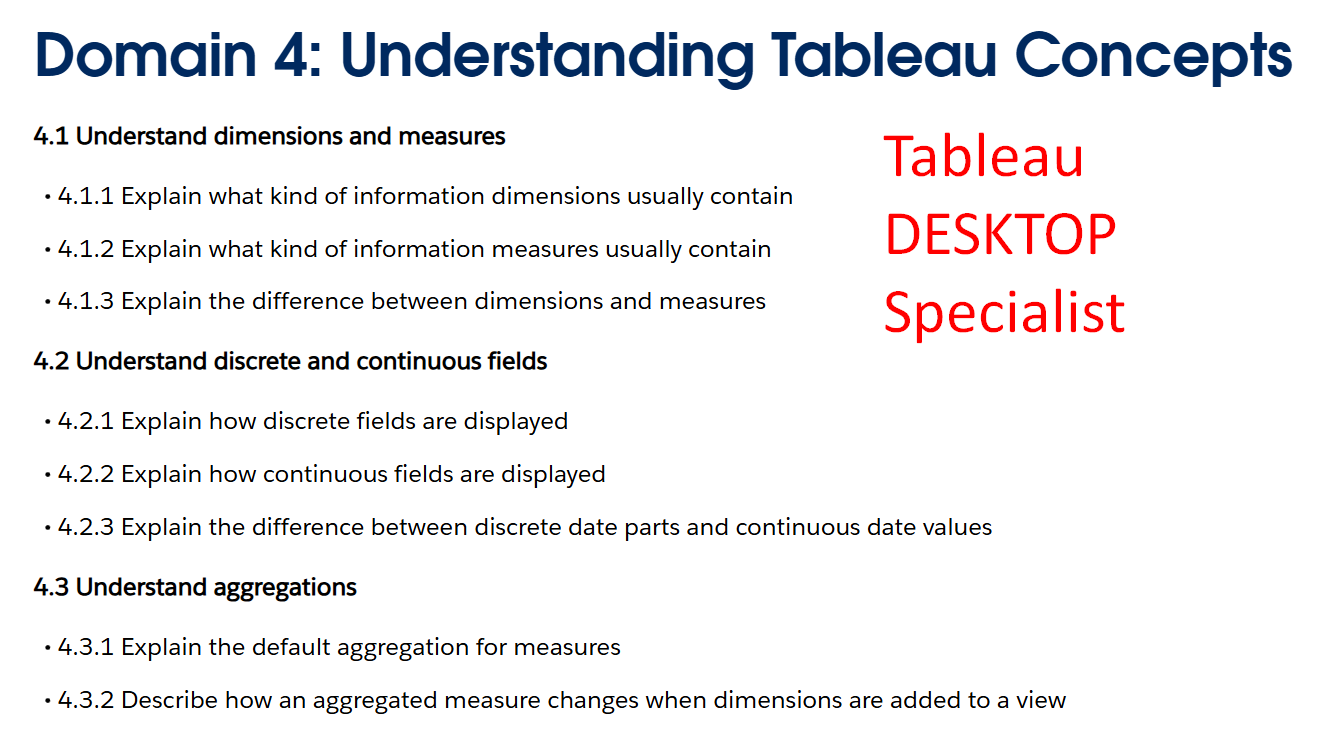 Domain 4: Understanding Tableau Concepts
4.1 Understand dimensions and measures
• 4.1.1 Explain what kind of information dimensions usually contain
• 4.1.2 Explain what kind of information measures usually contain
• 4.1.3 Explain the difference between dimensions and measures
Tableau
DESKTOP
Specialist
4.2 Understand discrete and continuous fields
• 4.2.1 Explain how discrete fields are displayed
• 4.2.2 Explain how continuous fields are displayed
• 4.2.3 Explain the difference between discrete date parts and continuous date values
4.3 Understand aggregations
• 4.3.1 Explain the default aggregation for measures
• 4.3.2 Describe how an aggregated measure changes when dimensions are added to a view